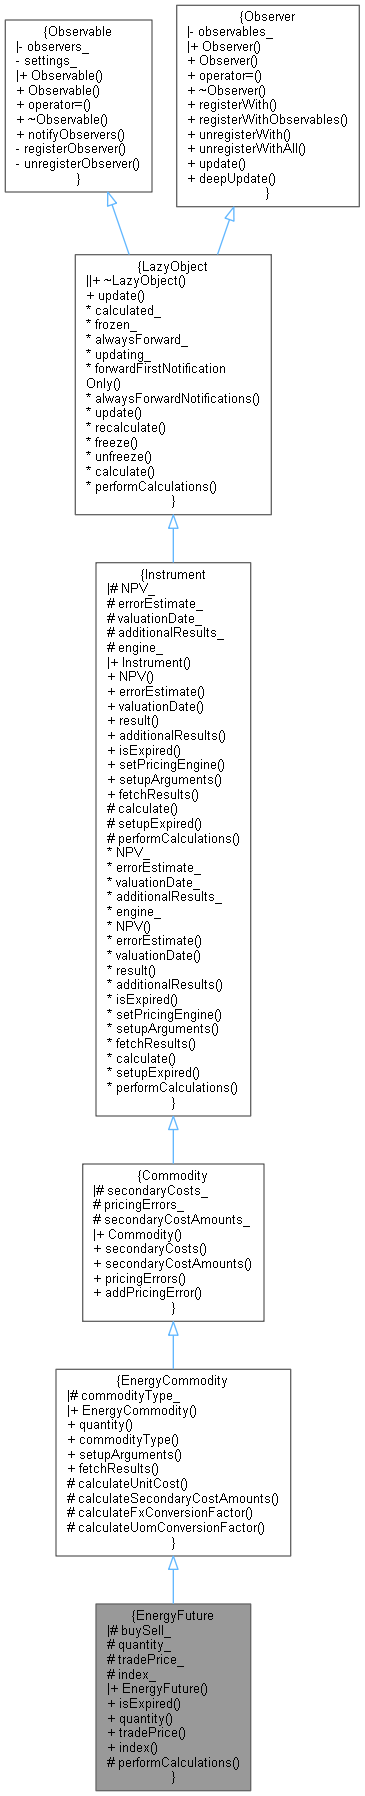 {Observable
|- observers_
- settings_
|+ Observable()
+ Observable()
+ operator=()
+ ~Observable()
+ notifyObservers()
- registerObserver()
- unregisterObserver()
}
{Observer
|- observables_
|+ Observer()
+ Observer()
+ operator=()
+ ~Observer()
+ registerWith()
+ registerWithObservables()
+ unregisterWith()
+ unregisterWithAll()
+ update()
+ deepUpdate()
}
{LazyObject
||+ ~LazyObject()
+ update()
* calculated_
* frozen_
* alwaysForward_
* updating_
* forwardFirstNotification
Only()
* alwaysForwardNotifications()
* update()
* recalculate()
* freeze()
* unfreeze()
* calculate()
* performCalculations()
}
{Instrument
|# NPV_
# errorEstimate_
# valuationDate_
# additionalResults_
# engine_
|+ Instrument()
+ NPV()
+ errorEstimate()
+ valuationDate()
+ result()
+ additionalResults()
+ isExpired()
+ setPricingEngine()
+ setupArguments()
+ fetchResults()
# calculate()
# setupExpired()
# performCalculations()
* NPV_
* errorEstimate_
* valuationDate_
* additionalResults_
* engine_
* NPV()
* errorEstimate()
* valuationDate()
* result()
* additionalResults()
* isExpired()
* setPricingEngine()
* setupArguments()
* fetchResults()
* calculate()
* setupExpired()
* performCalculations()
}
{Commodity
|# secondaryCosts_
# pricingErrors_
# secondaryCostAmounts_
|+ Commodity()
+ secondaryCosts()
+ secondaryCostAmounts()
+ pricingErrors()
+ addPricingError()
}
{EnergyCommodity
|# commodityType_
|+ EnergyCommodity()
+ quantity()
+ commodityType()
+ setupArguments()
+ fetchResults()
# calculateUnitCost()
# calculateSecondaryCostAmounts()
# calculateFxConversionFactor()
# calculateUomConversionFactor()
}
{EnergyFuture
|# buySell_
# quantity_
# tradePrice_
# index_
|+ EnergyFuture()
+ isExpired()
+ quantity()
+ tradePrice()
+ index()
# performCalculations()
}